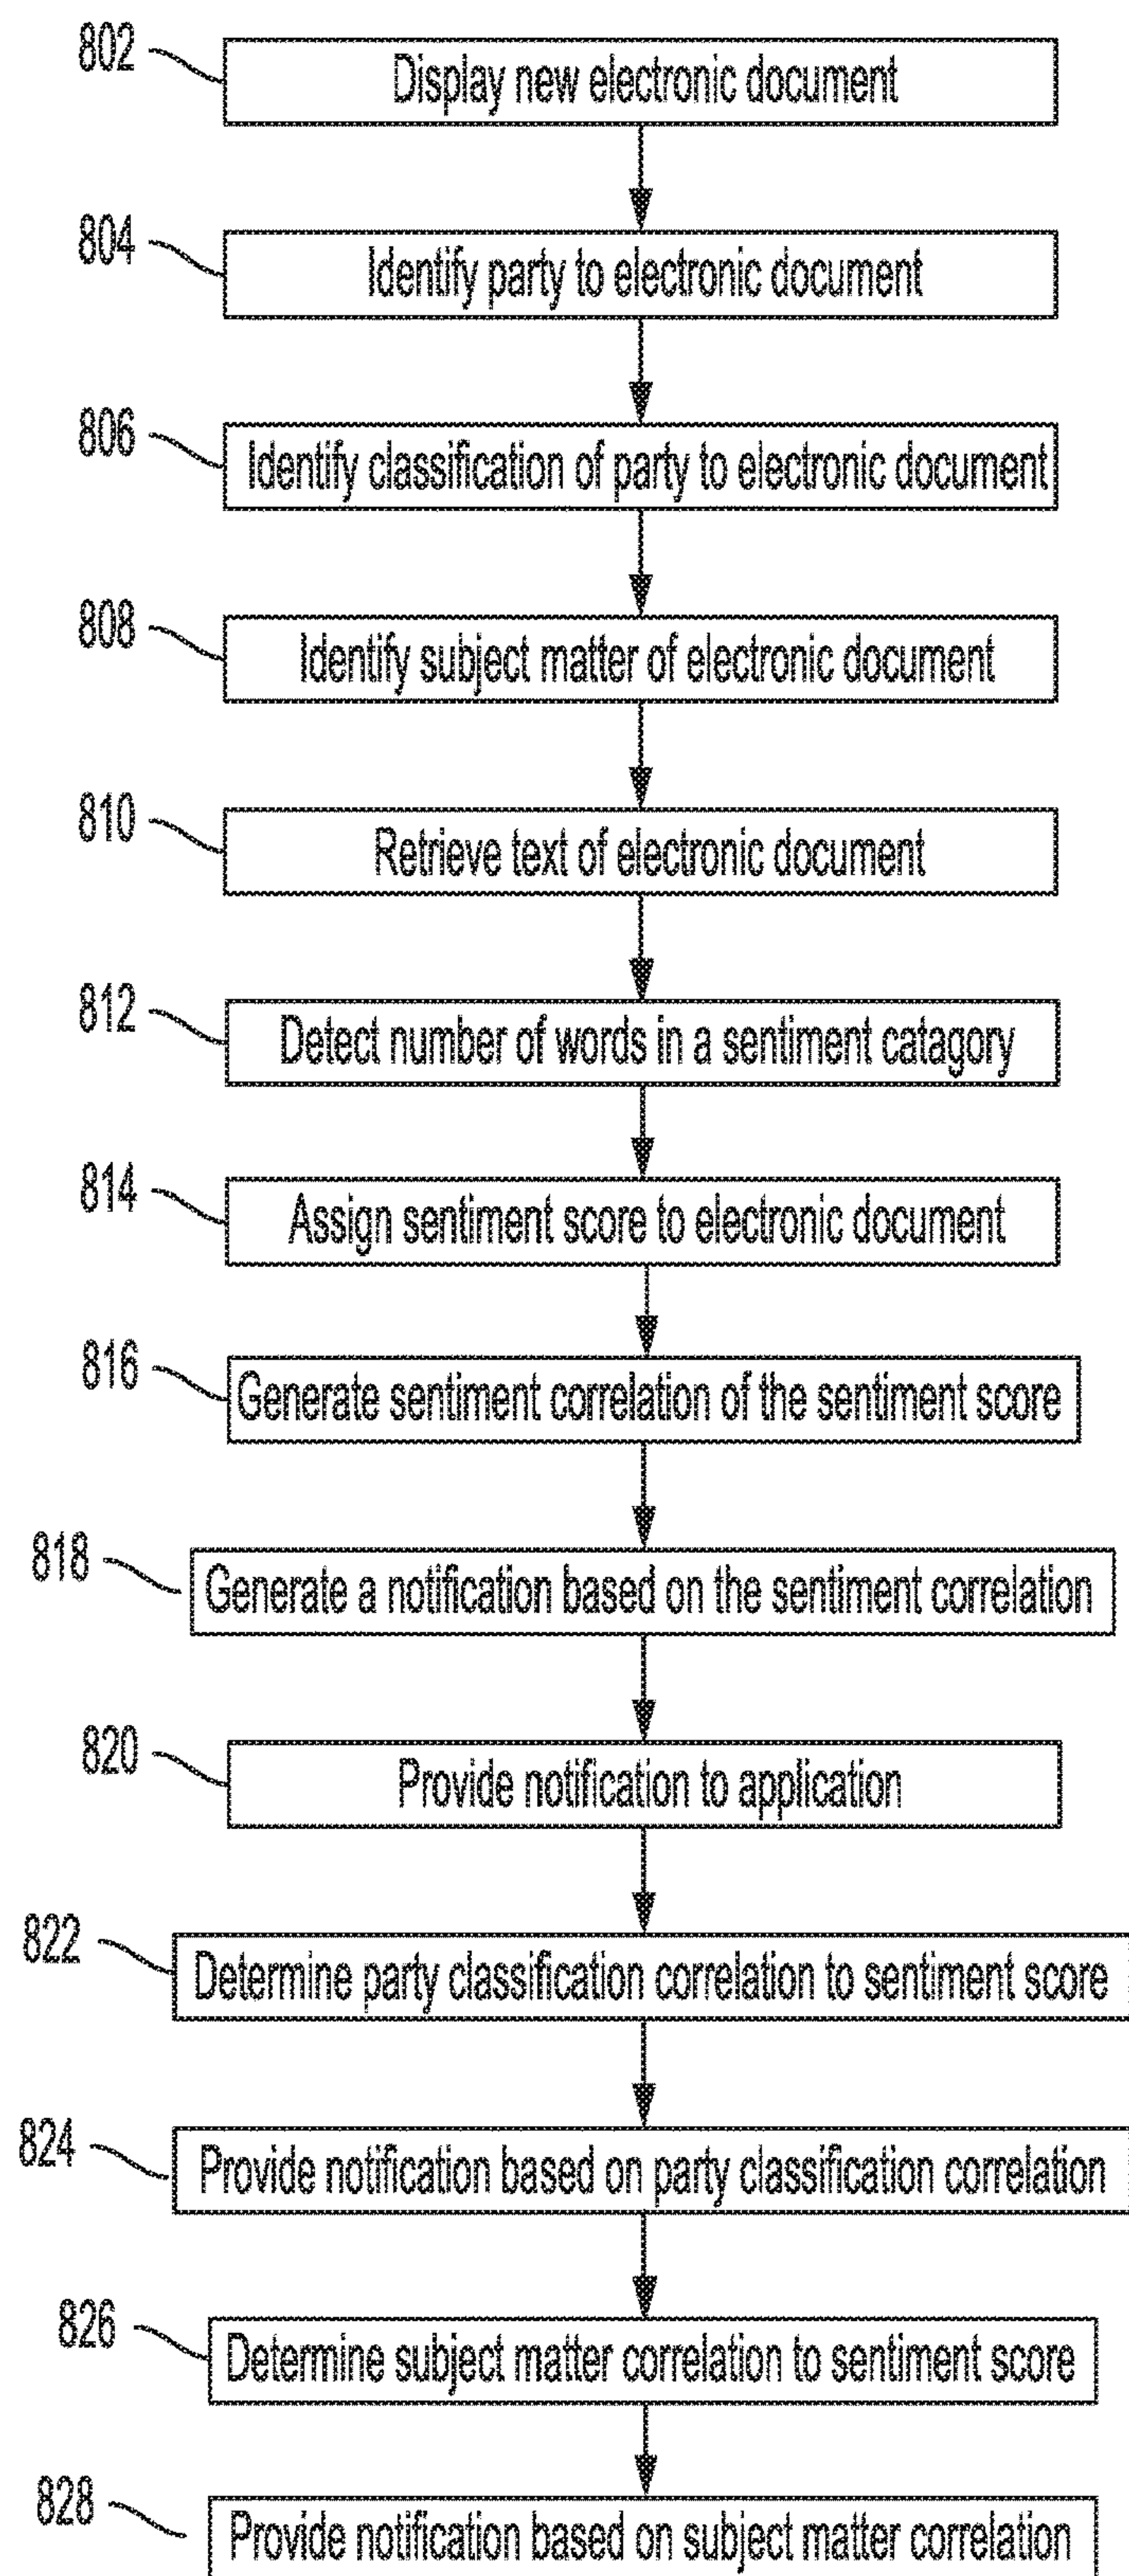 802
Display new electronic document
804
Identify party to electronic document
806
Identify classification of party to electronic document
808
Identify subject matter of electronic document
810
Retrieve text of electronic document
812
Detect number of words in a sentiment catagory
814
Assign sentiment score to electronic document
816
Generate sentiment correlation of the sentiment score
818
Generate a notification based on the sentiment correlation
820
Provide notification to application
822
Determine party classification correlation to sentiment score
824
Provide notification based on party classification correlation
826
Determine subject matter correlation to sentiment score
828
Provide notification based on subject matter correlation